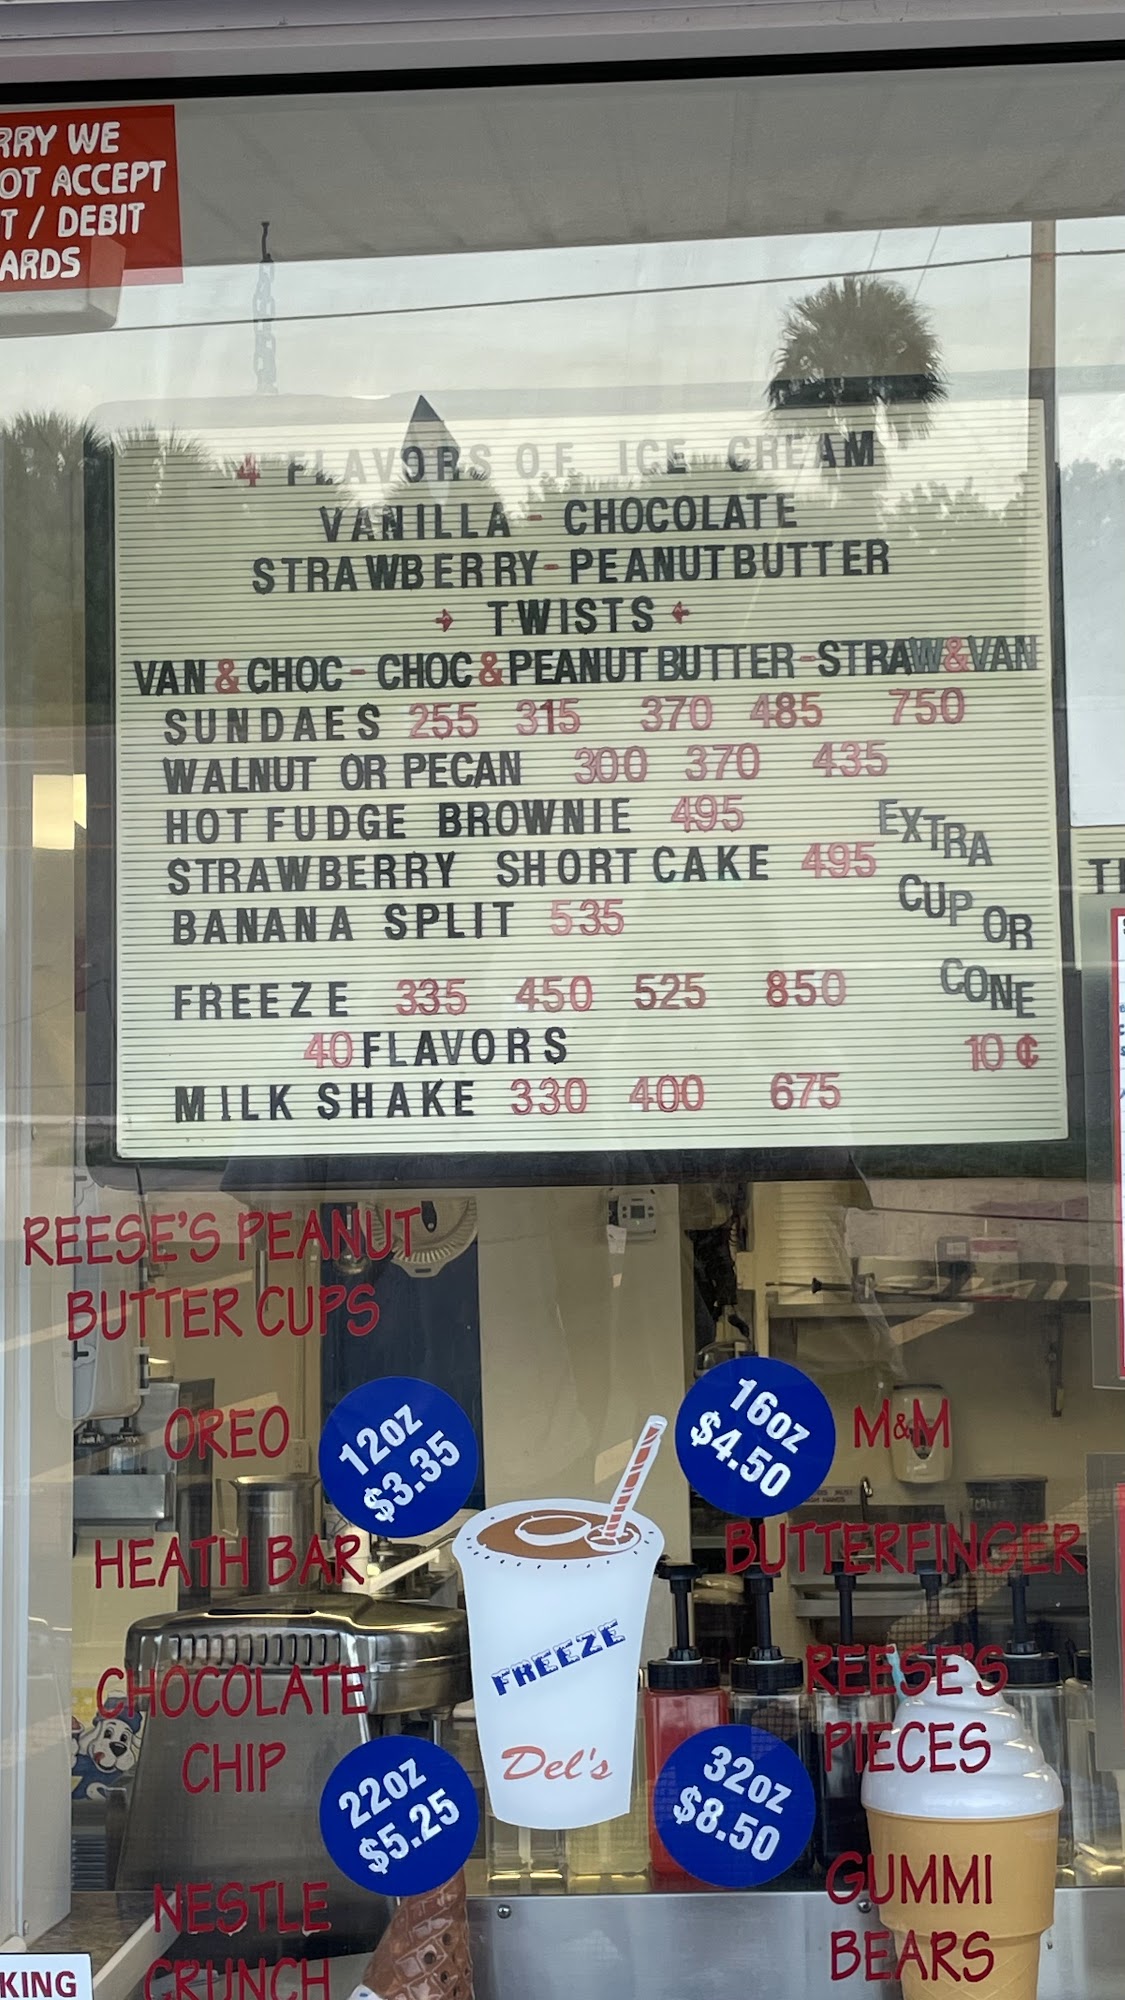 RRY WE
OT ACCEPT
T / DEBIT
ARDS
4 FLAVORS OF ICE CREAM
VANILLA - CHOCOLATE
STRAWBERRY - PEANUT BUTTER
TWISTS
VAN & CHOC - CHOC & PEANUT BUTTER - STRAW & VAN
SUNDAES 255 315 370 485 750
WALNUT OR PECAN 300 370 435
HOT FUDGE BROWNIE 495
STRAWBERRY SHORT CAKE 495
BANANA SPLIT 535
EXTRA
CUP OR
CONE
10 ¢
FREEZE 335 450 525 850
40 FLAVORS
MILK SHAKE 330 400 675
REESE'S PEANUT
BUTTER CUPS
OREO
HEATH BAR
CHOCOLATE
CHIP
NESTLE
CRUNCH
12oz
$3.35
16oz
$4.50
FREEZE
Del's
22oz
$5.25
32oz
$8.50
M&M
BUTTERFINGER
REESE'S
PIECES
GUMMI
BEARS
KING